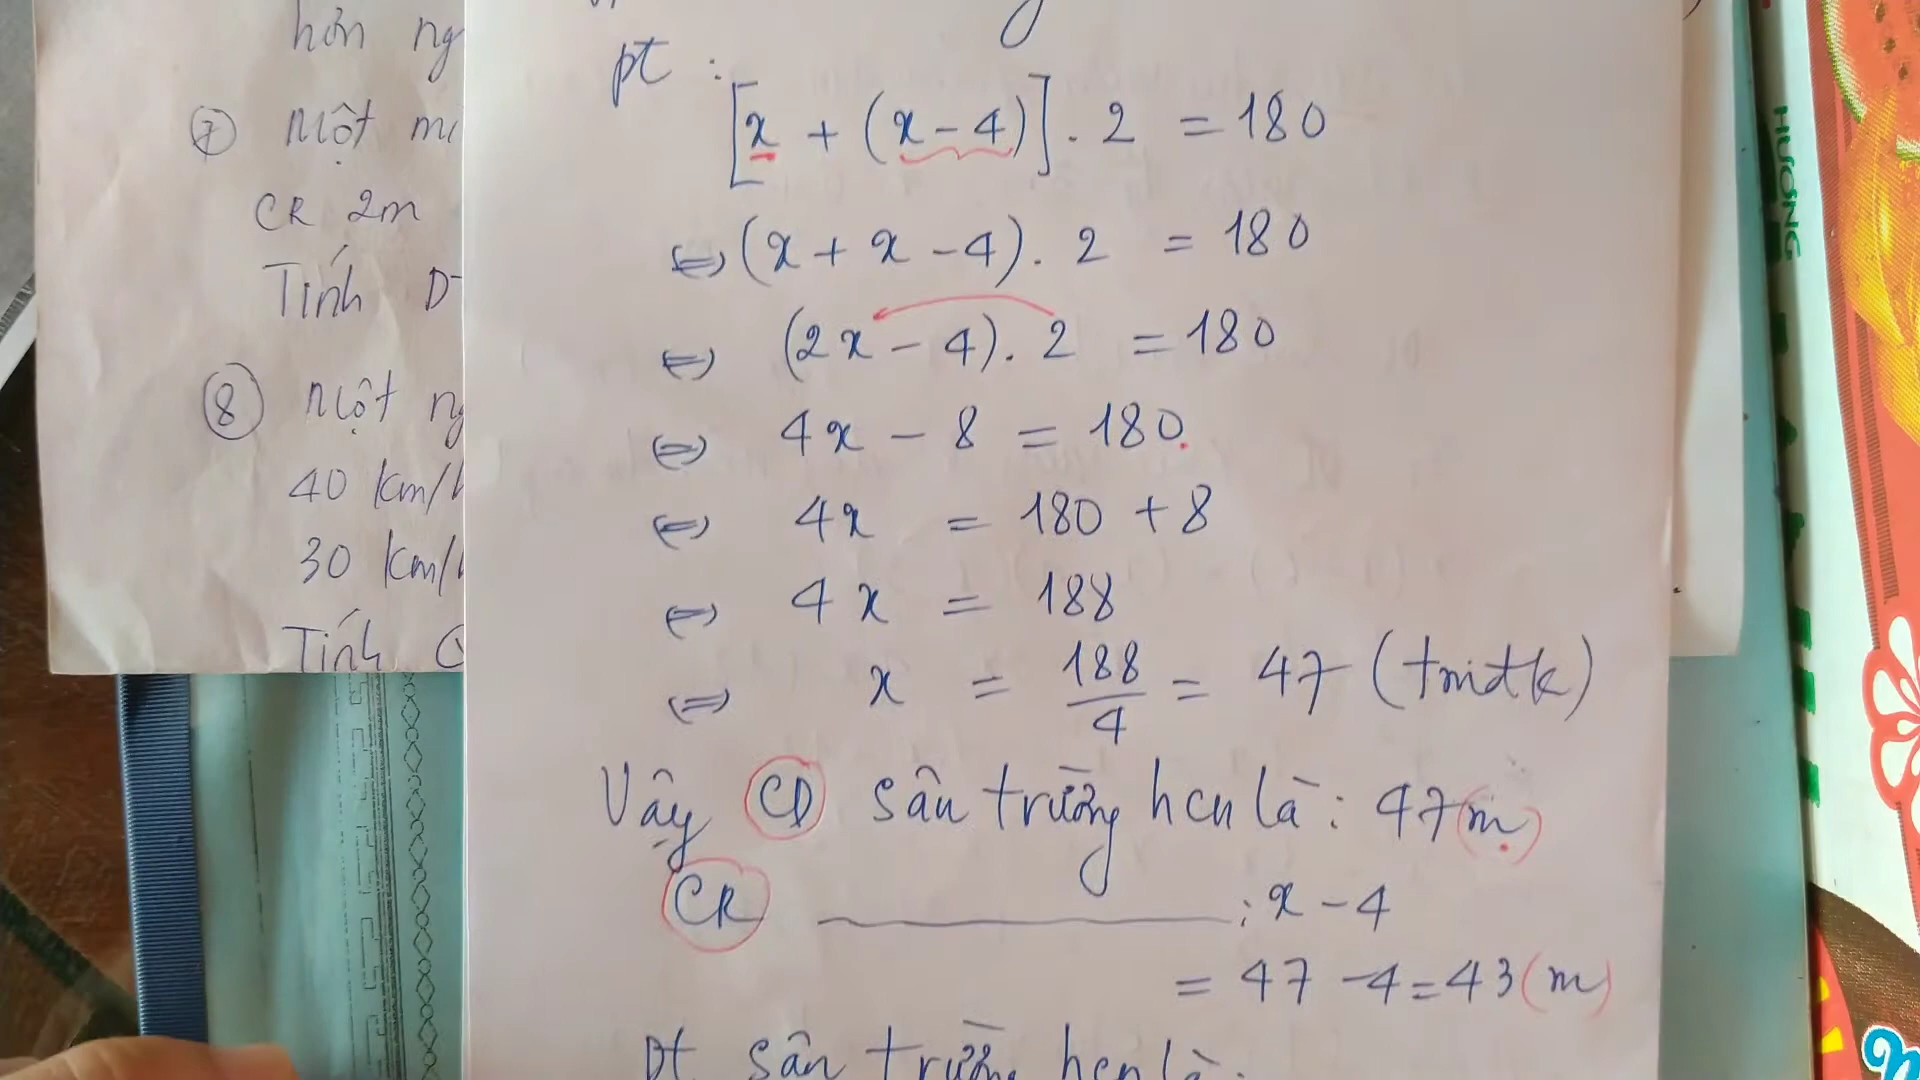 hơn
⑦ Một
CR 2m
Tính
⑧ Một
40 km/h
30 km/h
Tính
pt :
[x + (x - 4)] . 2 = 180
⇔ (x + x - 4) . 2 = 180
⇔ (2x - 4) . 2 = 180
⇔ 4x - 8 = 180
⇔ 4x = 180 + 8
⇔ 4x = 188
⇔ x = 188/4 = 47 (tmđk)
Vậy CD sân trường hcn là : 47 (m)
CR ———— : x - 4
= 47 - 4 = 43 (m)
Dt sân trường hcn là :
HƯƠNG